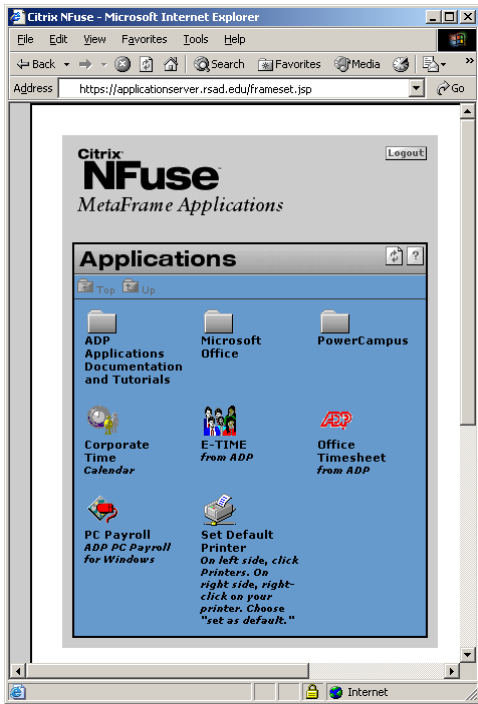 Citrix NFuse - Microsoft Internet Explorer
File Edit View Favorites Tools Help
Back Search Favorites Media »
Address https://applicationserver.rsad.edu/frameset.jsp Go
Citrix
Logout
NFuse
MetaFrame Applications
Applications ?
Top Up
ADP
Applications
Documentation
and Tutorials
Microsoft
Office
PowerCampus
Corporate
Time
Calendar
E-TIME
from ADP
ADP
Office
Timesheet
from ADP
PC Payroll
ADP PC Payroll
for Windows
Set Default
Printer
On left side, click
Printers. On
right side, right-
click on your
printer. Choose
"set as default."
Internet